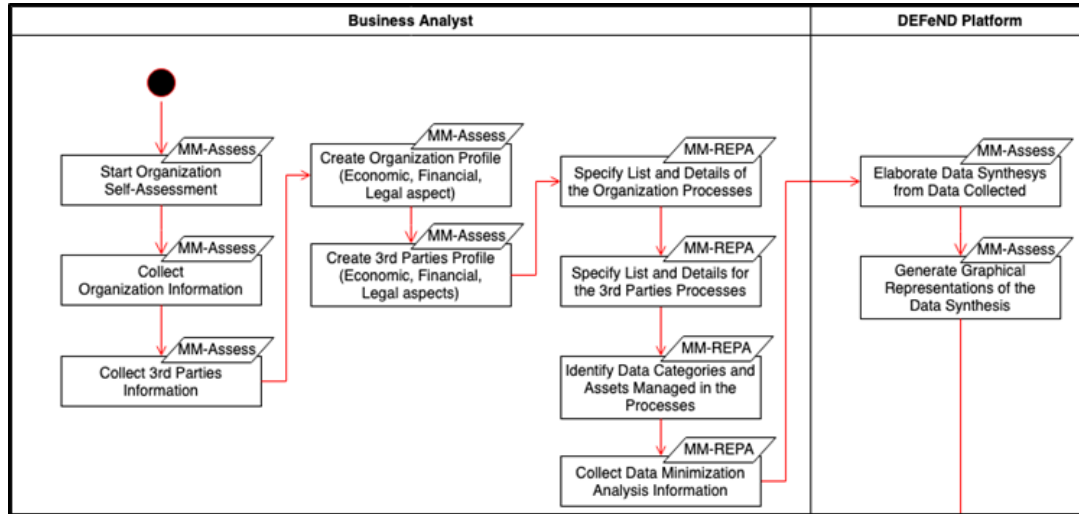 Business Analyst
DEFeND Platform
MM-Assess
Start Organization
Self-Assessment
MM-Assess
Collect
Organization Information
MM-Assess
Collect 3rd Parties
Information
MM-Assess
Create Organization Profile
(Economic, Financial,
Legal aspect)
MM-Assess
Create 3rd Parties Profile
(Economic, Financial,
Legal aspects)
MM-REPA
Specify List and Details of
the Organization Processes
MM-REPA
Specify List and Details for
the 3rd Parties Processes
MM-REPA
Identify Data Categories and
Assets Managed in the
Processes
MM-REPA
Collect Data Minimization
Analysis Information
MM-Assess
Elaborate Data Synthesys
from Data Collected
MM-Assess
Generate Graphical
Representations of the
Data Synthesis